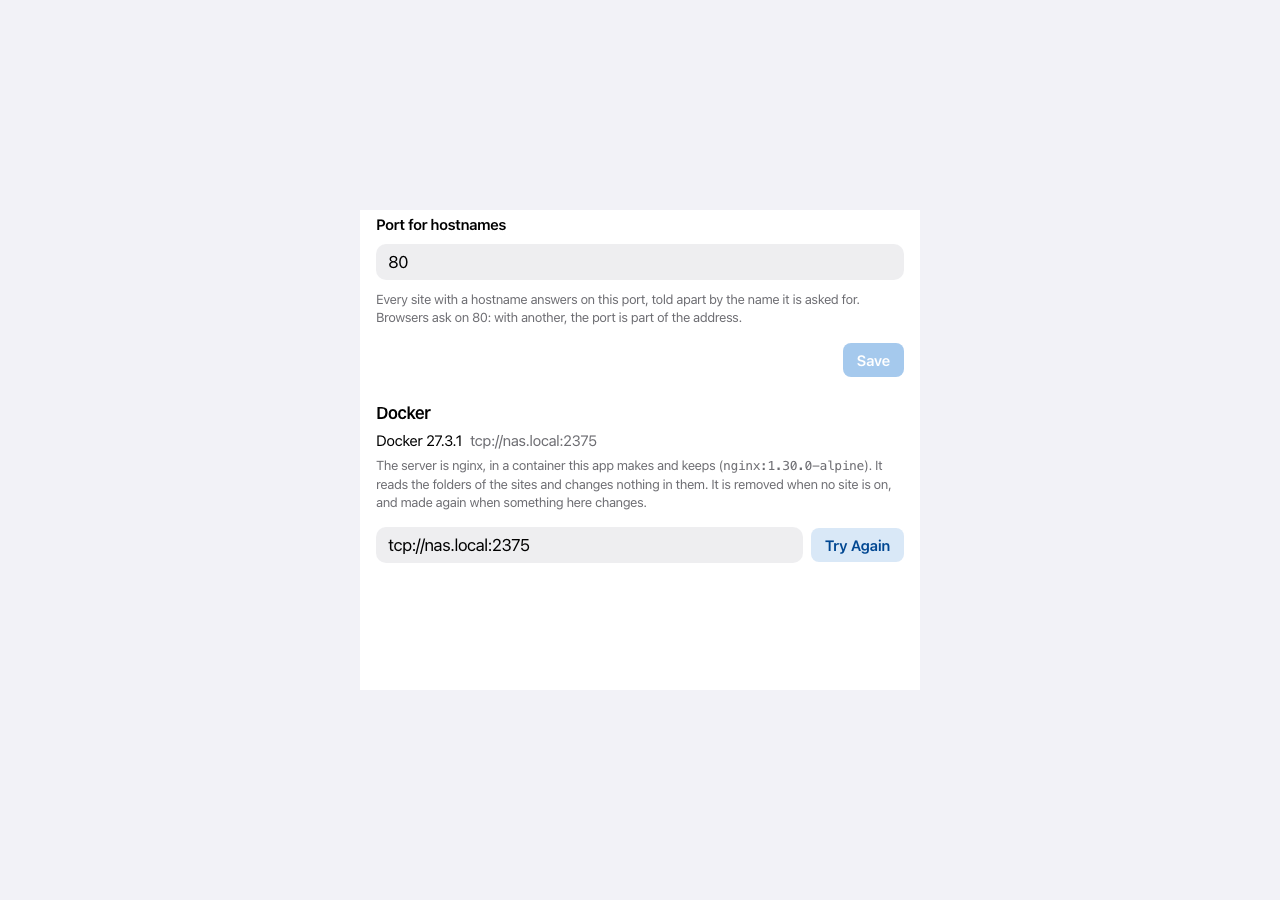 Port for hostnames
80
Every site with a hostname answers on this port, told apart by the name it is asked for.
Browsers ask on 80: with another, the port is part of the address.
Save
Docker
Docker 27.3.1 tcp://nas.local:2375
The server is nginx, in a container this app makes and keeps (nginx:1.30.0-alpine). It
reads the folders of the sites and changes nothing in them. It is removed when no site is on,
and made again when something here changes.
tcp://nas.local:2375
Try Again